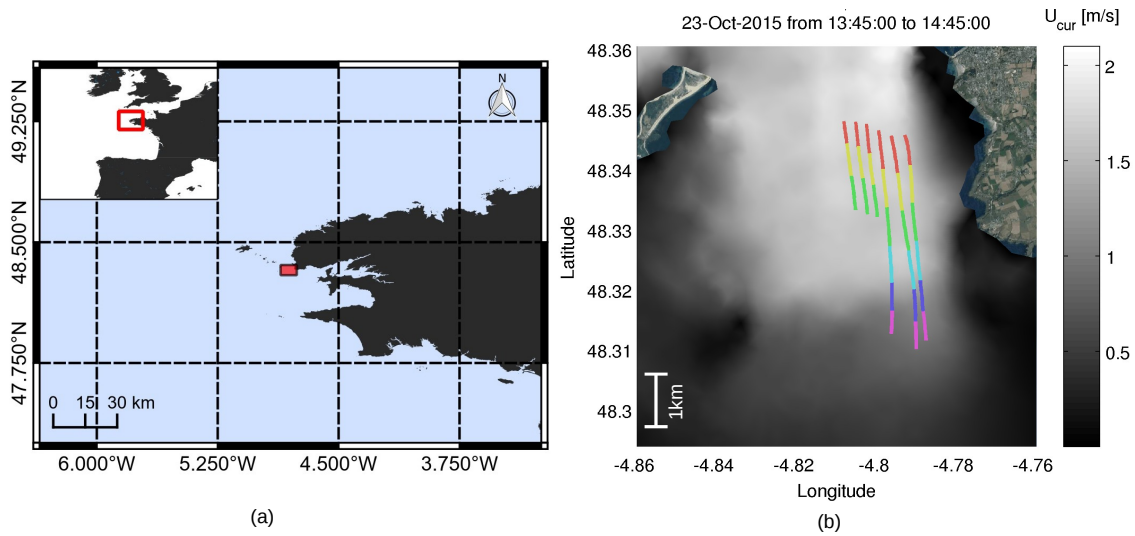 N
49.250°N
48.500°N
47.750°N
0 15 30 km
6.000°W 5.250°W 4.500°W 3.750°W
(a)
23-Oct-2015 from 13:45:00 to 14:45:00
U_cur [m/s]
48.36
48.35
48.34
48.33
48.32
48.31
48.3
Latitude
1km
-4.86 -4.84 -4.82 -4.8 -4.78 -4.76
Longitude
2
1.5
1
0.5
(b)